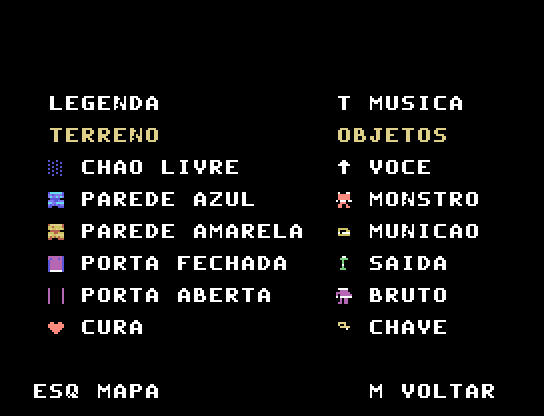 LEGENDA
T MUSICA
TERRENO
OBJETOS
CHAO LIVRE
VOCE
PAREDE AZUL
MONSTRO
PAREDE AMARELA
MUNICAO
PORTA FECHADA
SAIDA
PORTA ABERTA
BRUTO
CURA
CHAVE
ESQ MAPA
M VOLTAR